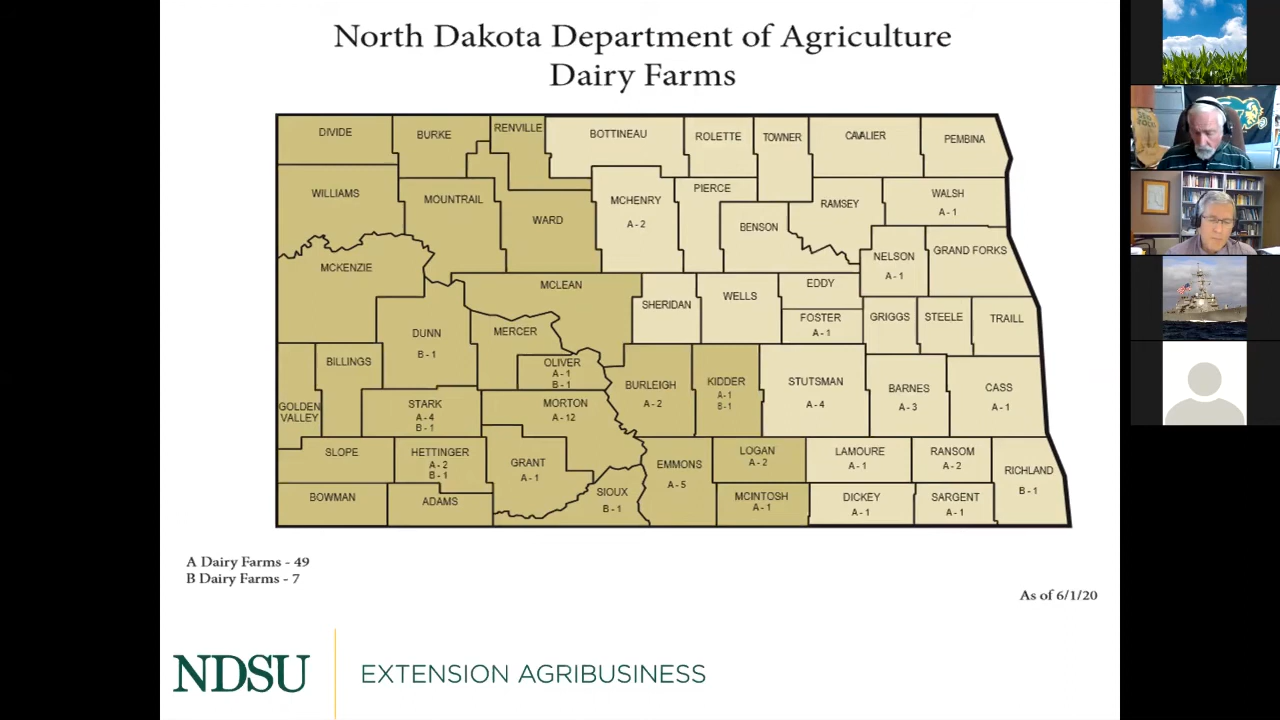 North Dakota Department of Agriculture
Dairy Farms
DIVIDE
BURKE
RENVILLE
BOTTINEAU
ROLETTE
TOWNER
CAVALIER
PEMBINA
WILLIAMS
MOUNTRAIL
WARD
MCHENRY
A - 2
PIERCE
BENSON
RAMSEY
WALSH
A - 1
MCKENZIE
MCLEAN
SHERIDAN
WELLS
EDDY
FOSTER
A - 1
NELSON
A - 1
GRAND FORKS
GRIGGS
STEELE
TRAILL
DUNN
B - 1
MERCER
OLIVER
A - 1
B - 1
BILLINGS
GOLDEN
VALLEY
STARK
A - 4
B - 1
MORTON
A - 12
BURLEIGH
A - 2
KIDDER
A - 1
B - 1
STUTSMAN
A - 4
BARNES
A - 3
CASS
A - 1
SLOPE
HETTINGER
A - 2
B - 1
GRANT
A - 1
SIOUX
B - 1
EMMONS
A - 5
LOGAN
A - 2
LAMOURE
A - 1
RANSOM
A - 2
RICHLAND
B - 1
BOWMAN
ADAMS
MCINTOSH
A - 1
DICKEY
A - 1
SARGENT
A - 1
A Dairy Farms - 49
B Dairy Farms - 7
As of 6/1/20
NDSU
EXTENSION AGRIBUSINESS